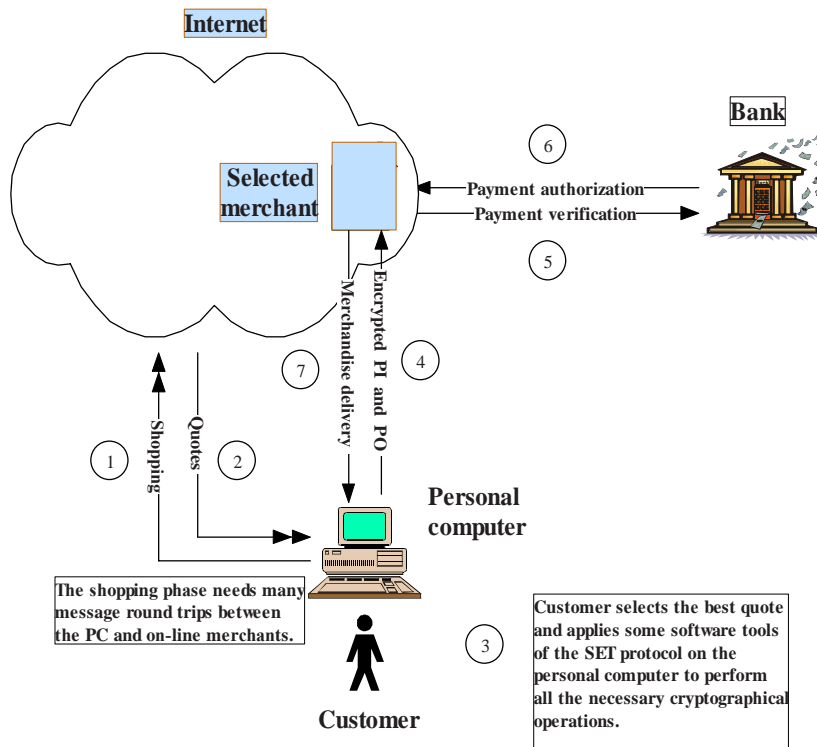 Internet
Bank
6
Selected
merchant
Payment authorization
Payment verification
5
Merchandise delivery
Encrypted PI and PO
7
4
Shopping
Quotes
1
2
Personal
computer
The shopping phase needs many
message round trips between
the PC and on-line merchants.
3
Customer selects the best quote
and applies some software tools
of the SET protocol on the
personal computer to perform
all the necessary cryptographical
operations.
Customer